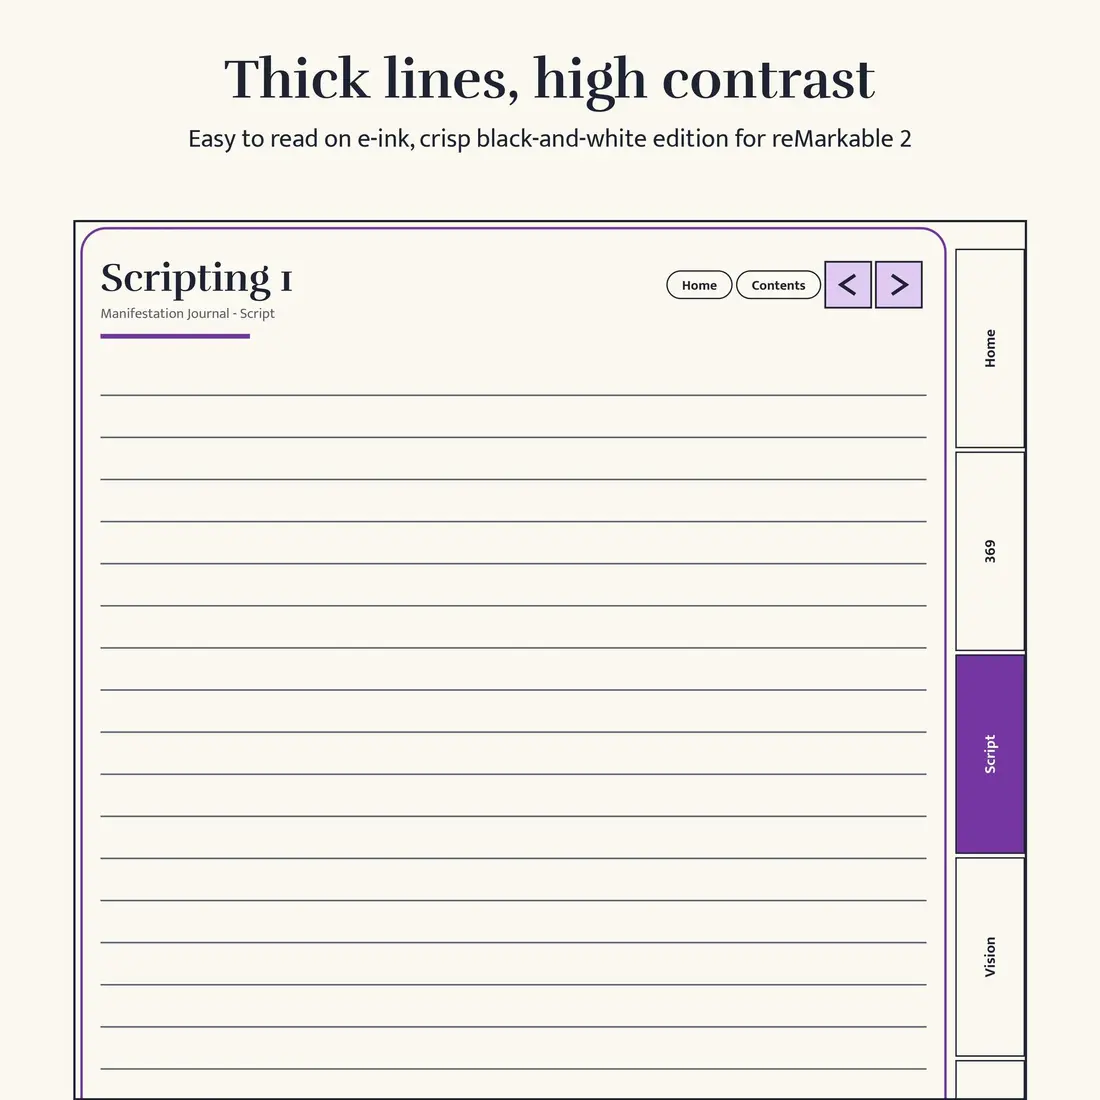 Thick lines, high contrast
Easy to read on e-ink, crisp black-and-white edition for reMarkable 2
Scripting 1
Manifestation Journal - Script
Home
Contents
<
>
Home
369
Script
Vision